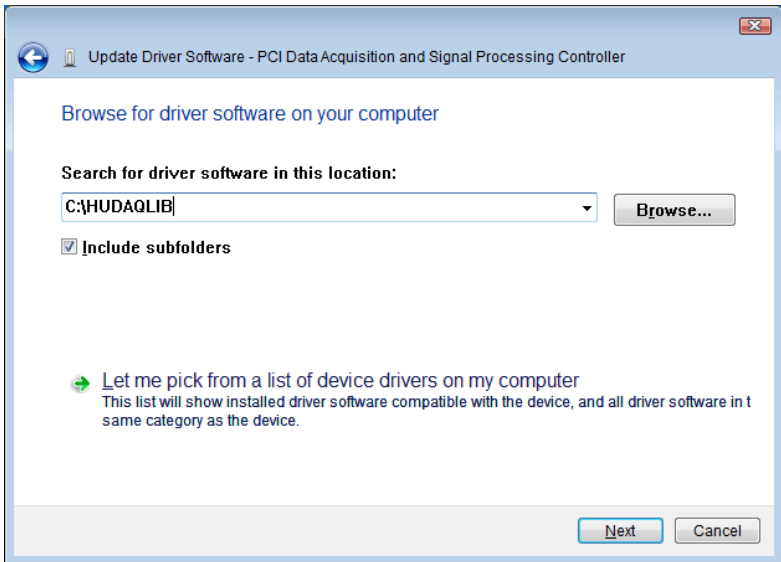 Update Driver Software - PCI Data Acquisition and Signal Processing Controller
Browse for driver software on your computer
Search for driver software in this location:
C:\HUDAQLIB
Browse...
Include subfolders
Let me pick from a list of device drivers on my computer
This list will show installed driver software compatible with the device, and all driver software in t
same category as the device.
Next Cancel